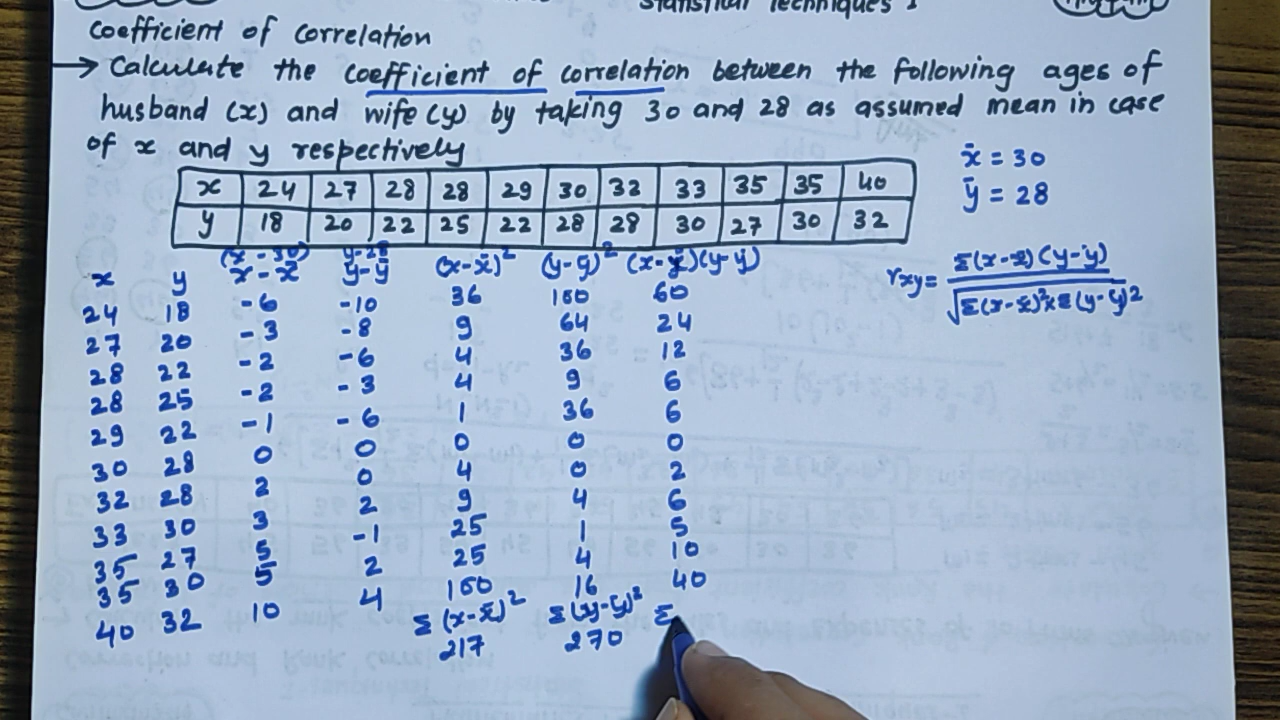 Statistical Techniques 1
Coefficient of correlation
→ Calculate the coefficient of correlation between the following ages of
husband (x) and wife (y) by taking 30 and 28 as assumed mean in case
of x and y respectively
x 24 27 28 28 29 30 32 33 35 35 40
y 18 20 22 25 22 28 28 30 27 30 32
x̄ = 30
ȳ = 28
rxy = Σ(x-x̄)(y-ȳ)
√Σ(x-x̄)²xΣ(y-ȳ)²
(x-30) y-28
x y x-x̄ y-ȳ (x-x̄)² (y-ȳ)² (x-x̄)(y-ȳ)
24 18 -6 -10 36 100 60
27 20 -3 -8 9 64 24
28 22 -2 -6 4 36 12
28 25 -2 -3 4 9 6
29 22 -1 -6 1 36 6
30 28 0 0 0 0 0
32 28 2 0 4 0 2
33 30 3 2 9 4 6
35 27 5 -1 25 1 5
35 30 5 2 25 4 10
40 32 10 4 100 16 40
Σ(x-x̄)² Σ(y-ȳ)² Σ
217 270